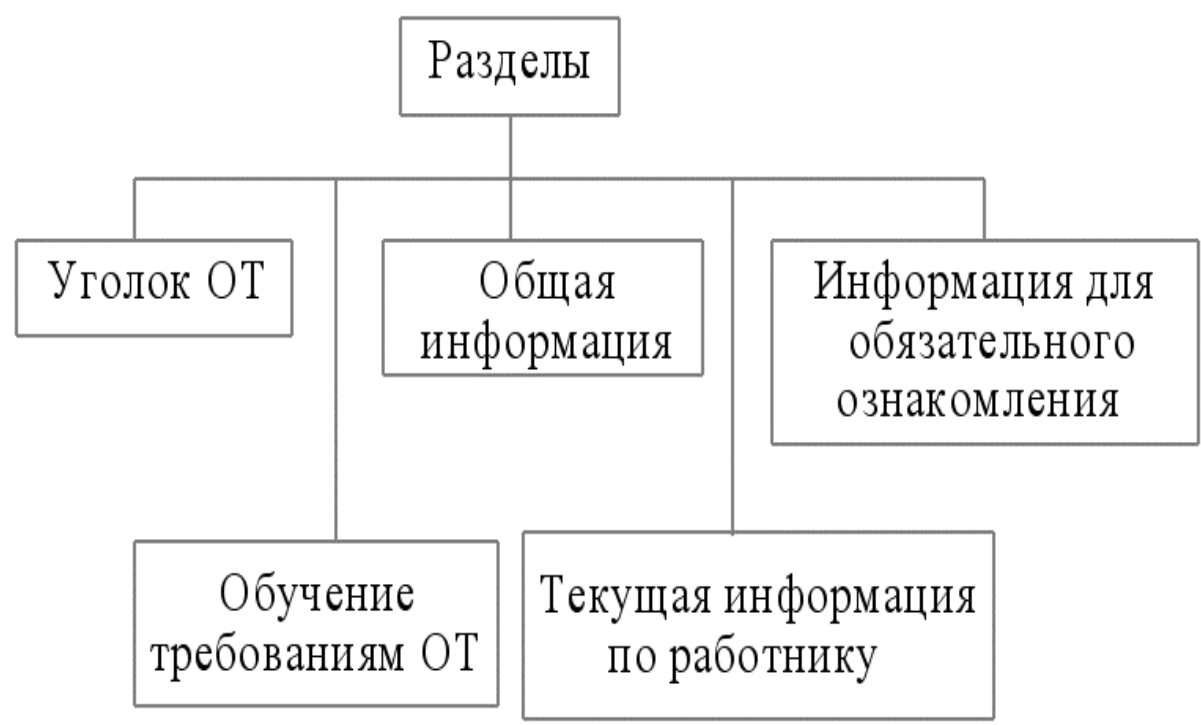 Разделы
Уголок ОТ
Общая
информация
Информация для
обязательного
ознакомления
Обучение
требованиям ОТ
Текущая информация
по работнику